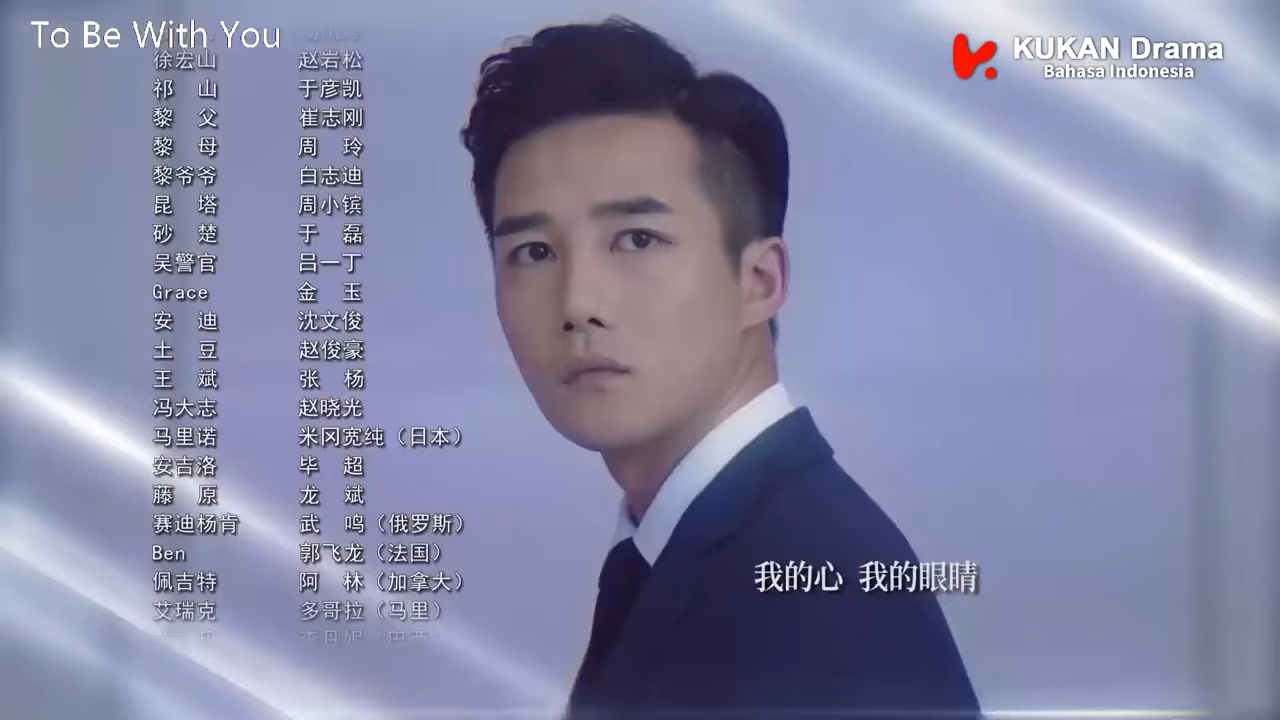 To Be With You
KUKAN Drama
Bahasa Indonesia
徐宏山 赵岩松
祁 山 于彦凯
黎 父 崔志刚
黎 母 周 玲
黎爷爷 白志迪
昆 塔 周小镔
砂 楚 于 磊
吴警官 吕一丁
Grace 金 玉
安 迪 沈文俊
土 豆 赵俊豪
王 斌 张 杨
冯大志 赵晓光
马里诺 米冈宽纯（日本）
安吉洛 毕 超
藤 原 龙 斌
赛迪杨肯 武 鸣（俄罗斯）
Ben 郭飞龙（法国）
佩吉特 阿 林（加拿大）
艾瑞克 多哥拉（马里）
我的心 我的眼睛